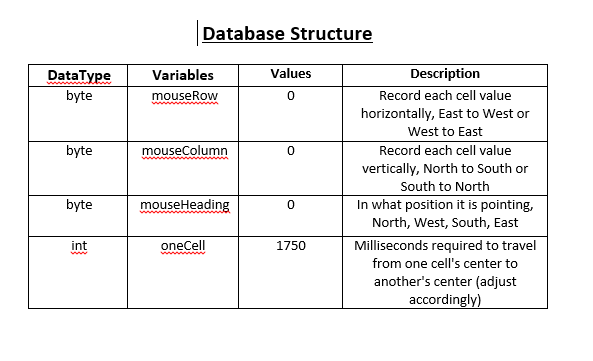 Database Structure
DataType Variables Values Description
byte mouseRow 0 Record each cell value
horizontally, East to West or
West to East
byte mouseColumn 0 Record each cell value
vertically, North to South or
South to North
byte mouseHeading 0 In what position it is pointing,
North, West, South, East
int oneCell 1750 Milliseconds required to travel
from one cell's center to
another's center (adjust
accordingly)